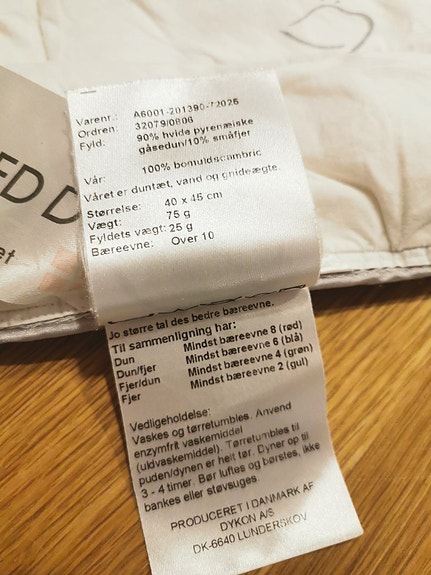 Varenr.: A6001-201390-72025
Ordren: 32079/0806
Fyld: 90% hvide pyrenæiske
gåsedun/10% småfjer
Vår: 100% bomuldscambric
Våret er duntæt, vand og gnideægte.
Størrelse: 40 x 45 cm
Vægt: 75 g
Fyldets vægt: 25 g
Bæreevne: Over 10
ED D
et
Jo større tal des bedre bæreevne.
Til sammenligning har:
Dun Mindst bæreevne 8 (rød)
Dun/fjer Mindst bæreevne 6 (blå)
Fjer/dun Mindst bæreevne 4 (grøn)
Fjer Mindst bæreevne 2 (gul)
Vedligeholdelse:
Vaskes og tørretumbles. Anvend
enzymfrit vaskemiddel
(uldvaskemiddel). Tørretumbles til
puden/dynen er helt tør. Dyner op til
3 - 4 timer. Bør luftes og børstes, ikke
bankes eller støvsuges.
PRODUCERET I DANMARK AF
DYKON A/S
DK-6640 LUNDERSKOV